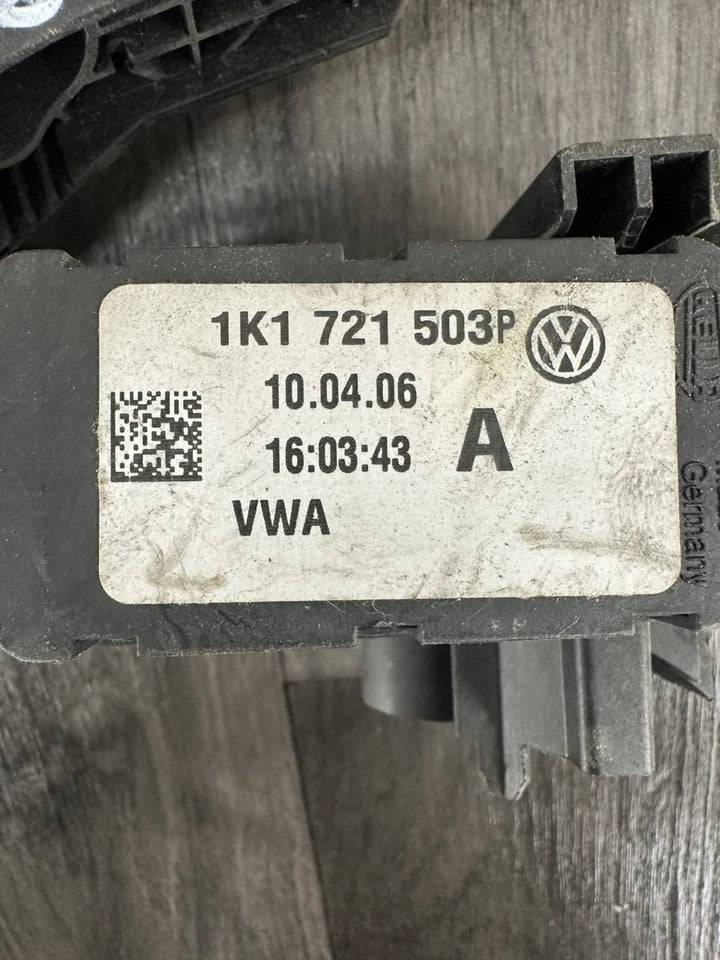 1K1 721 503P
10.04.06
16:03:43 A
VWA
Germany